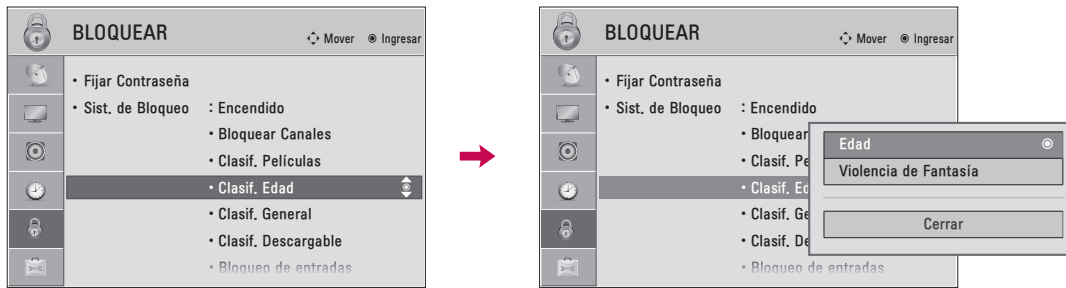 BLOQUEAR
Mover Ingresar
• Fijar Contraseña
• Sist. de Bloqueo : Encendido
• Bloquear Canales
• Clasif. Películas
• Clasif. Edad
• Clasif. General
• Clasif. Descargable
• Bloqueo de entradas
BLOQUEAR
Mover Ingresar
• Fijar Contraseña
• Sist. de Bloqueo : Encendido
• Bloquear
• Clasif. Pe
• Clasif. Ed
• Clasif. Ge
• Clasif. De
• Bloqueo de entradas
Edad
Violencia de Fantasía
Cerrar